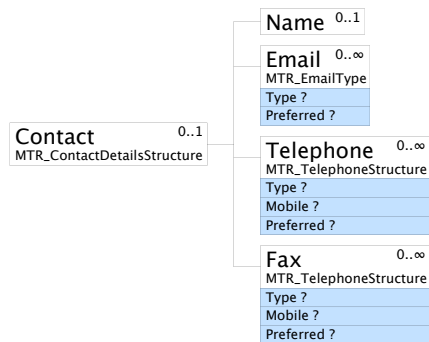 Name 0..1
Email 0..∞
MTR_EmailType
Type ?
Preferred ?
Contact 0..1
MTR_ContactDetailsStructure
Telephone 0..∞
MTR_TelephoneStructure
Type ?
Mobile ?
Preferred ?
Fax 0..∞
MTR_TelephoneStructure
Type ?
Mobile ?
Preferred ?